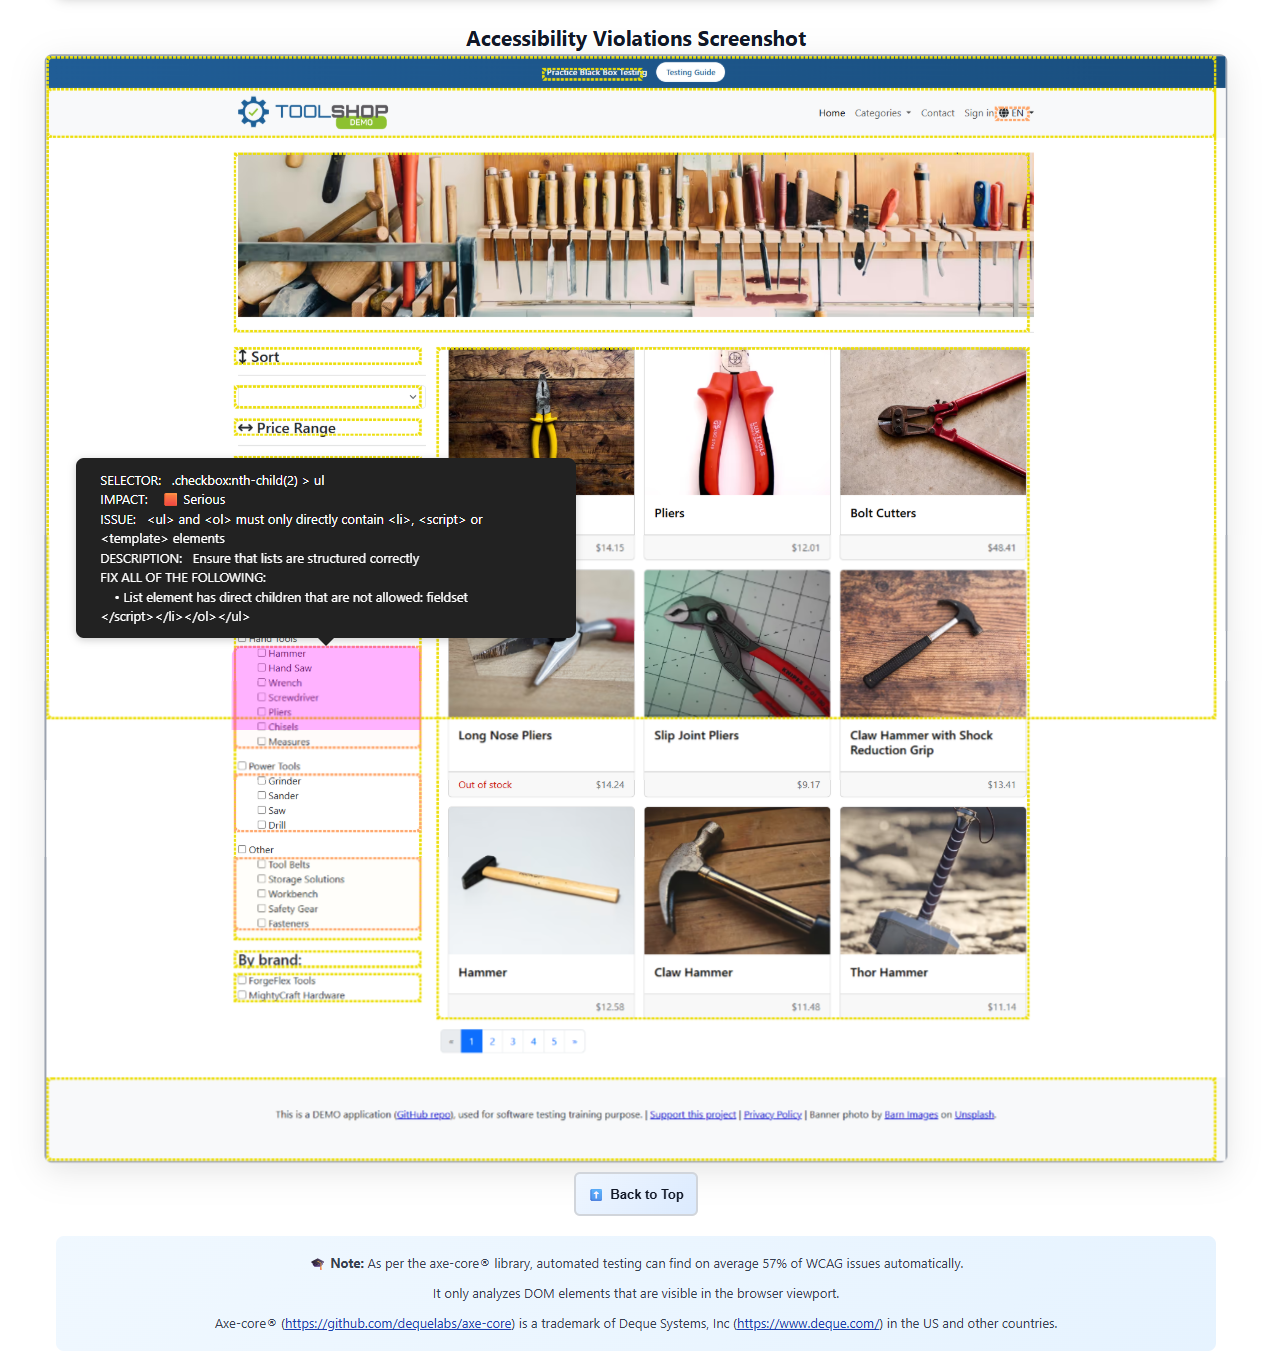 Accessibility Violations Screenshot
Practice Black Box Testing
Testing Guide
TOOLSHOP
DEMO
Home
Categories
Contact
Sign in
EN
Sort
Price Range
SELECTOR: .checkbox:nth-child(2) > ul
IMPACT: Serious
ISSUE: <ul> and <ol> must only directly contain <li>, <script> or
<template> elements
DESCRIPTION: Ensure that lists are structured correctly
FIX ALL OF THE FOLLOWING:
• List element has direct children that are not allowed: fieldset
</script></li></ol></ul>
Hand Tools
Hammer
Hand Saw
Wrench
Screwdriver
Pliers
Chisels
Measures
Power Tools
Grinder
Sander
Saw
Drill
Other
Tool Belts
Storage Solutions
Workbench
Safety Gear
Fasteners
By brand:
ForgeFlex Tools
MightyCraft Hardware
$14.15
Pliers
$12.01
Bolt Cutters
$48.41
Long Nose Pliers
Out of stock
$14.24
Slip Joint Pliers
$9.17
Claw Hammer with Shock
Reduction Grip
$13.41
Hammer
$12.58
Claw Hammer
$11.48
Thor Hammer
$11.14
« 1 2 3 4 5 »
This is a DEMO application (GitHub repo), used for software testing training purpose. | Support this project | Privacy Policy | Banner photo by Barn Images on Unsplash.
Back to Top
Note: As per the axe-core® library, automated testing can find on average 57% of WCAG issues automatically.
It only analyzes DOM elements that are visible in the browser viewport.
Axe-core® (https://github.com/dequelabs/axe-core) is a trademark of Deque Systems, Inc (https://www.deque.com/) in the US and other countries.